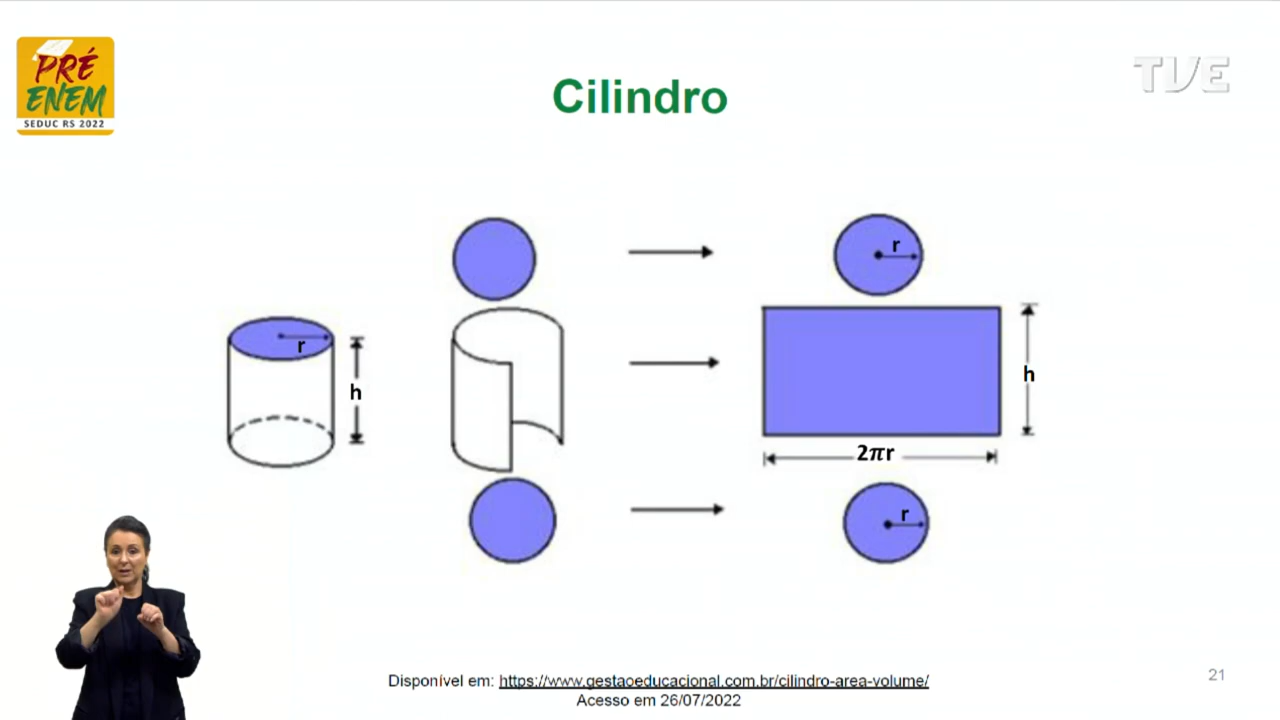 PRÉ
ENEM
SEDUC RS 2022
TVE
Cilindro
r
h
r
h
2πr
r
Disponível em: https://www.gestaoeducacional.com.br/cilindro-area-volume/
Acesso em 26/07/2022
21